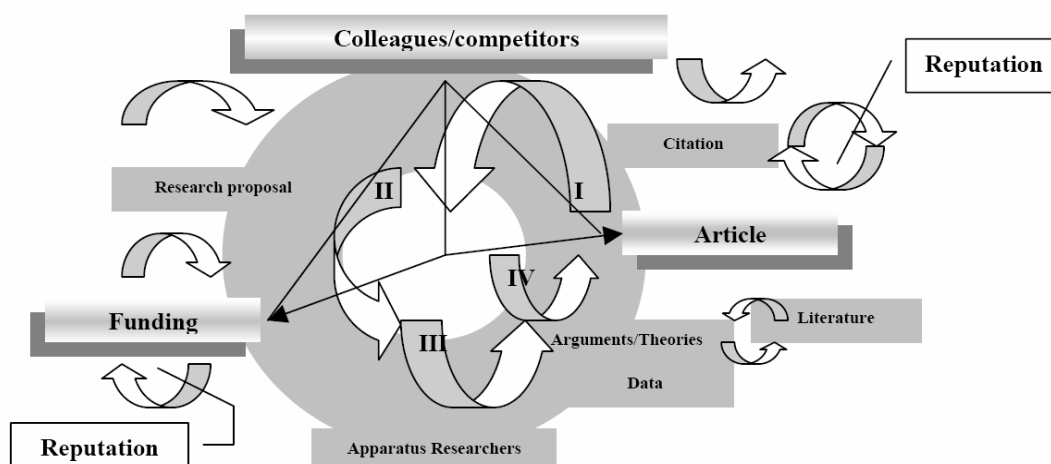 Colleagues/competitors
Reputation
Citation
Research proposal
II
I
Article
IV
Funding
III
Arguments/Theories
Literature
Data
Reputation
Apparatus Researchers